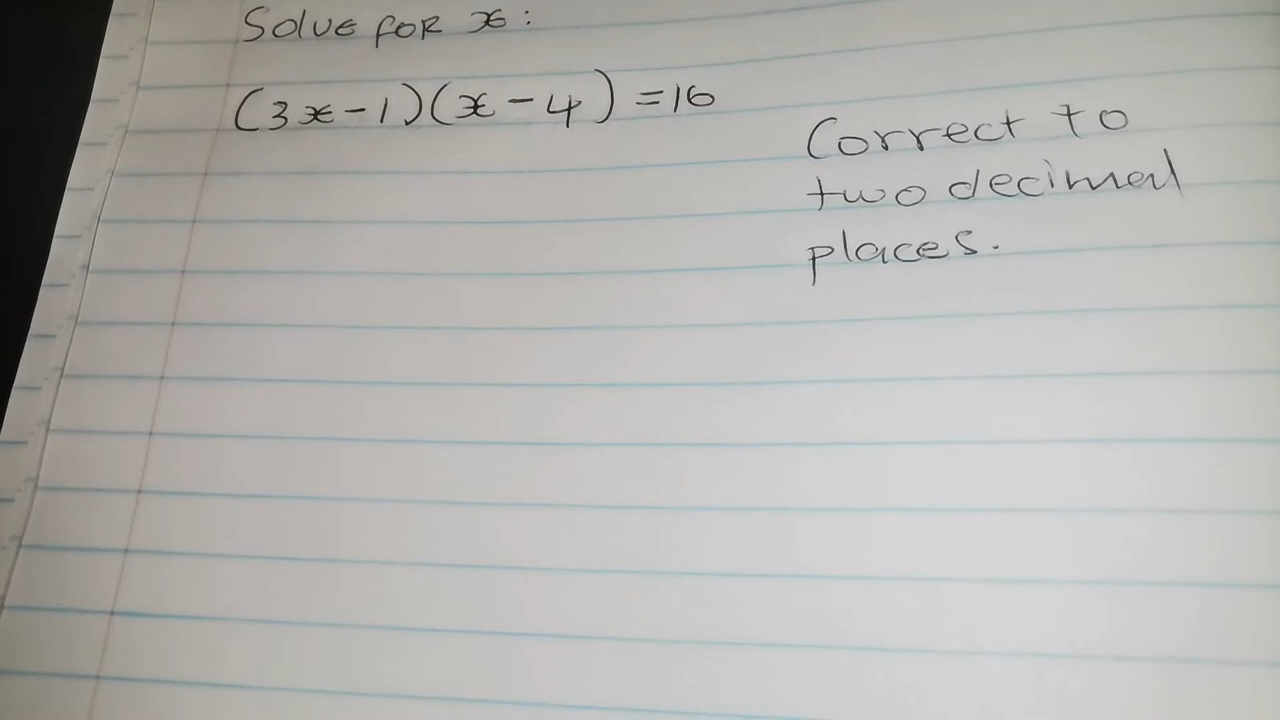 Solve for x:
(3x-1)(x-4)=16
Correct to
two decimal
places.